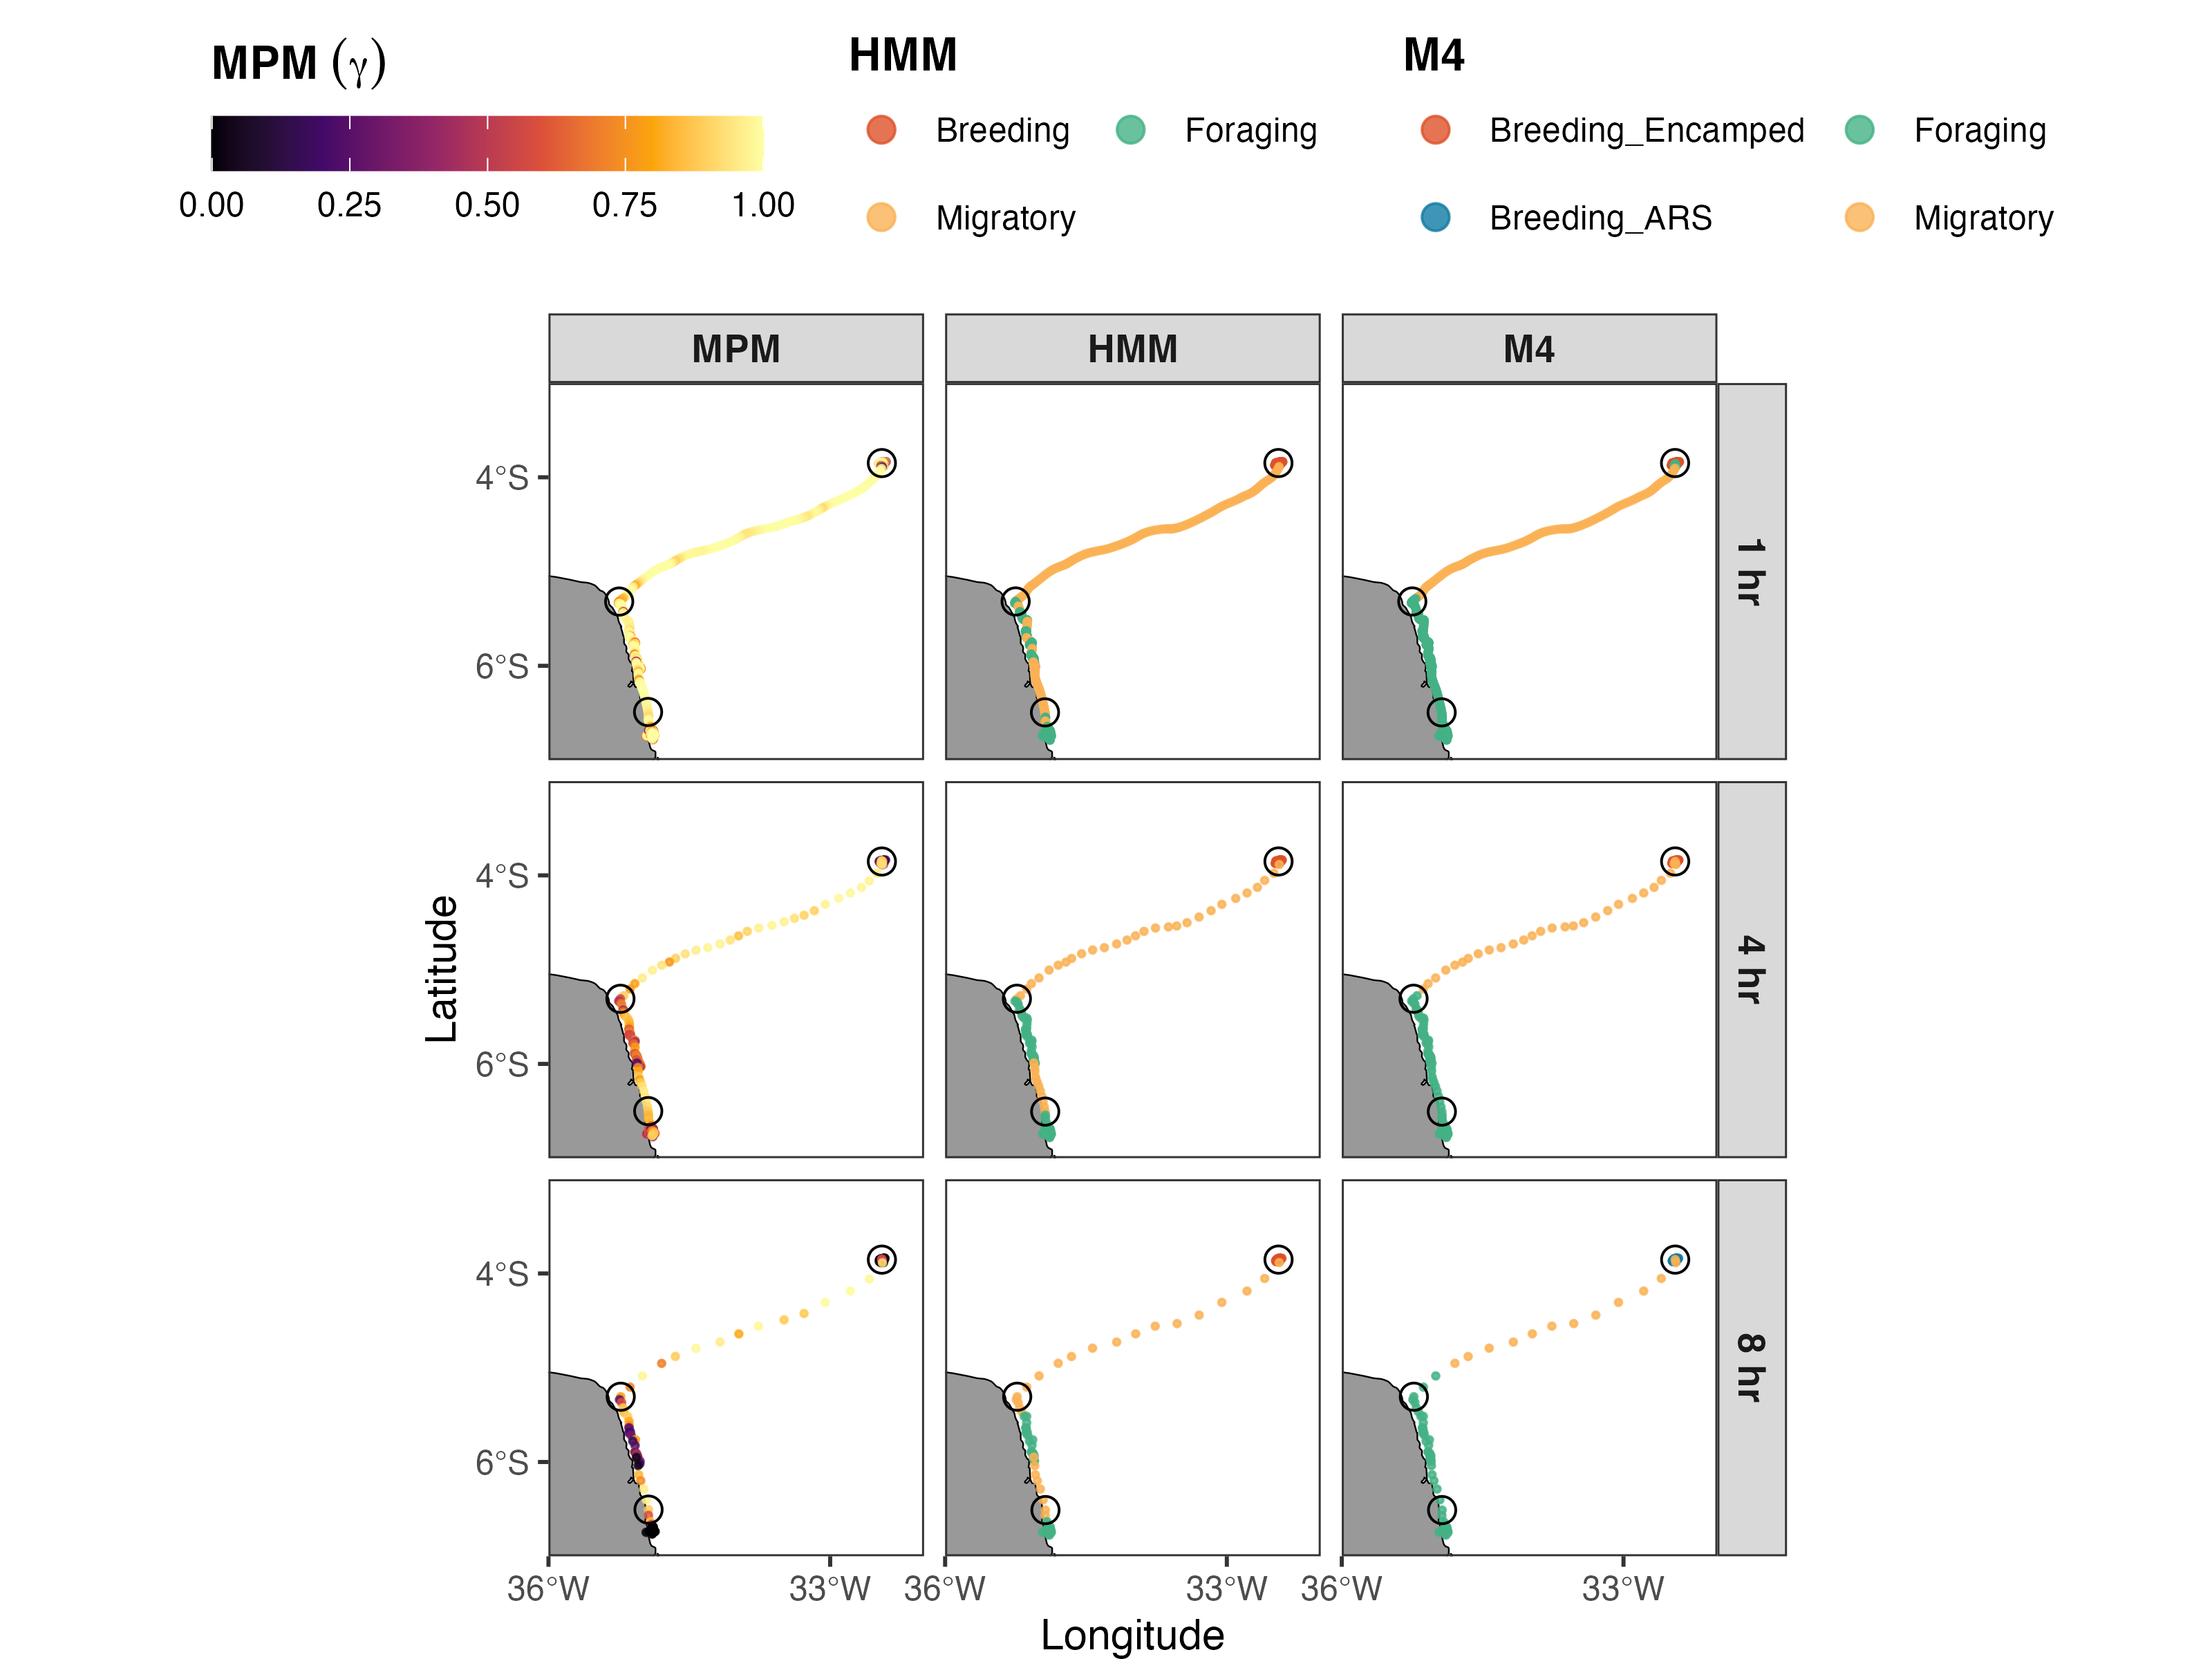 MPM (γ)
0.00 0.25 0.50 0.75 1.00
HMM
Breeding Foraging
Migratory
M4
Breeding_Encamped Foraging
Breeding_ARS Migratory
MPM HMM M4
4°S
6°S
1 hr
4°S
6°S
4 hr
4°S
6°S
8 hr
36°W 33°W 36°W 33°W 36°W 33°W
Latitude
Longitude